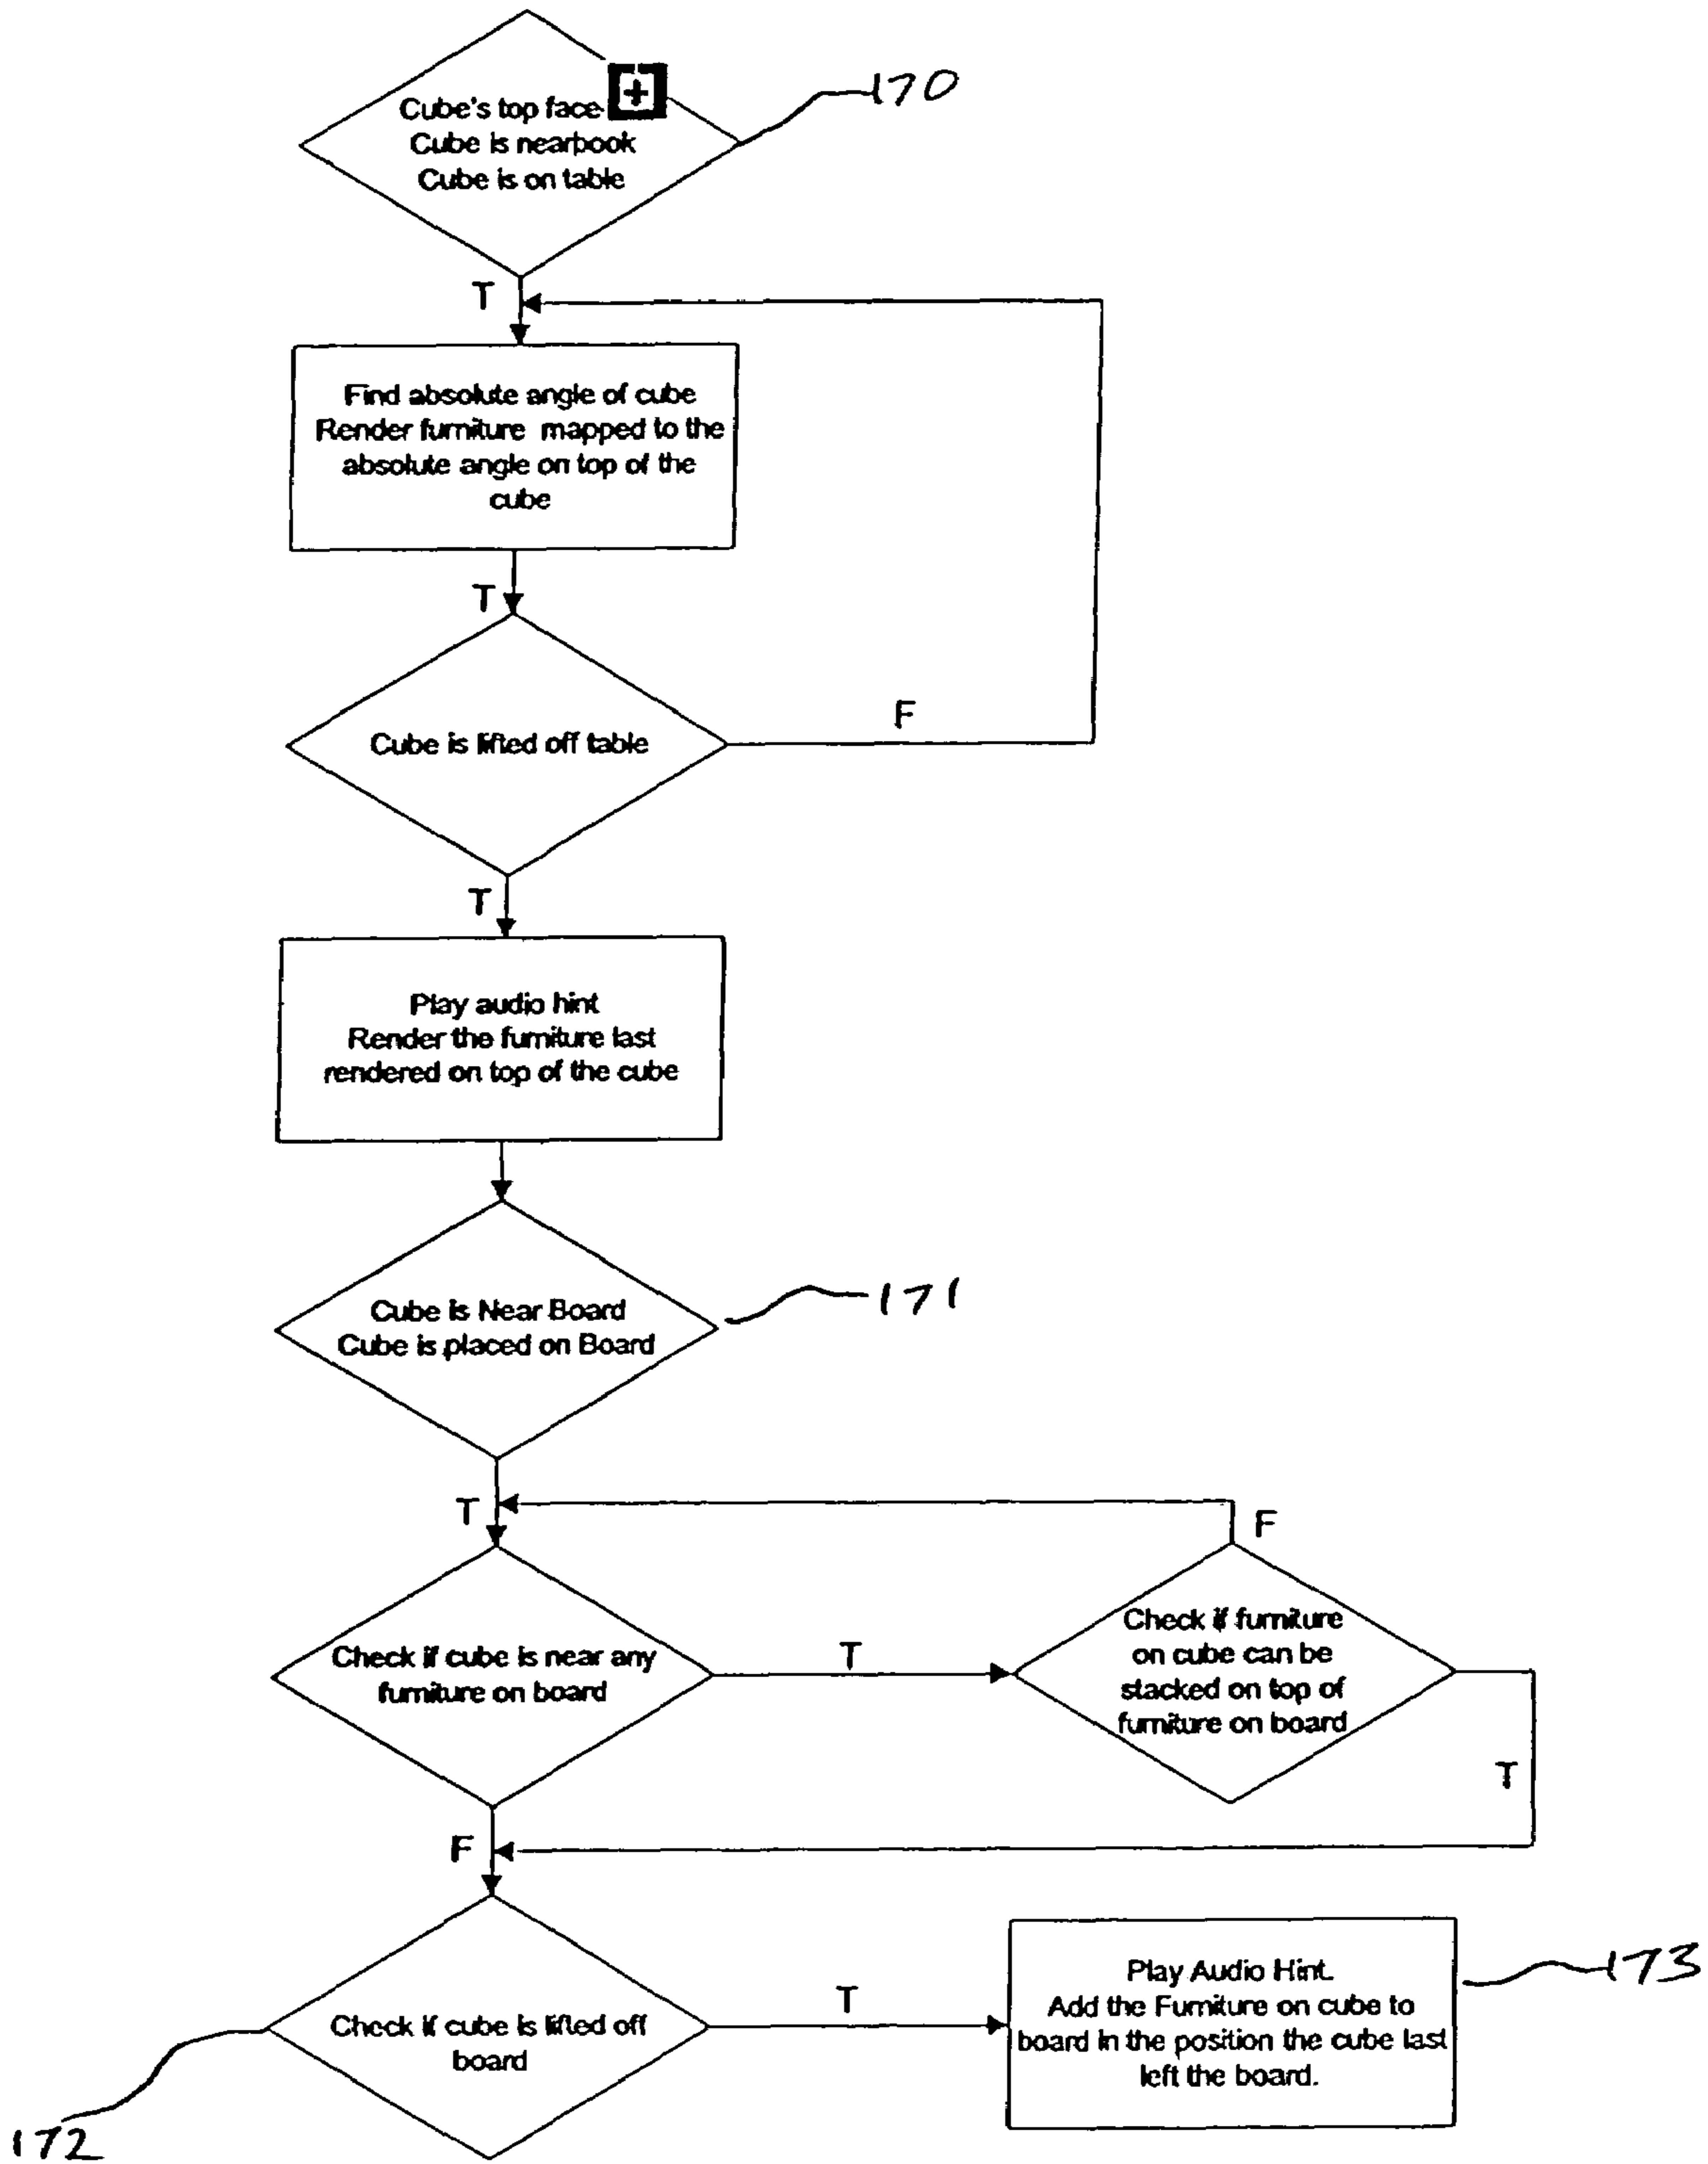 Cube's top face +
170
Cube is nearbook
Cube is on table
T
Find absolute angle of cube
Render furniture mapped to the
absolute angle on top of the
cube
T
Cube is lifted off table
F
T
Play audio hint
Render the furniture last
rendered on top of the cube
Cube is Near Board
Cube is placed on Board
171
T
F
Check if cube is near any
furniture on board
T
Check if furniture
on cube can be
stacked on top of
furniture on board
T
F
Check if cube is lifted off
board
172
T
Play Audio Hint.
Add the Furniture on cube to
board in the position the cube last
left the board.
173